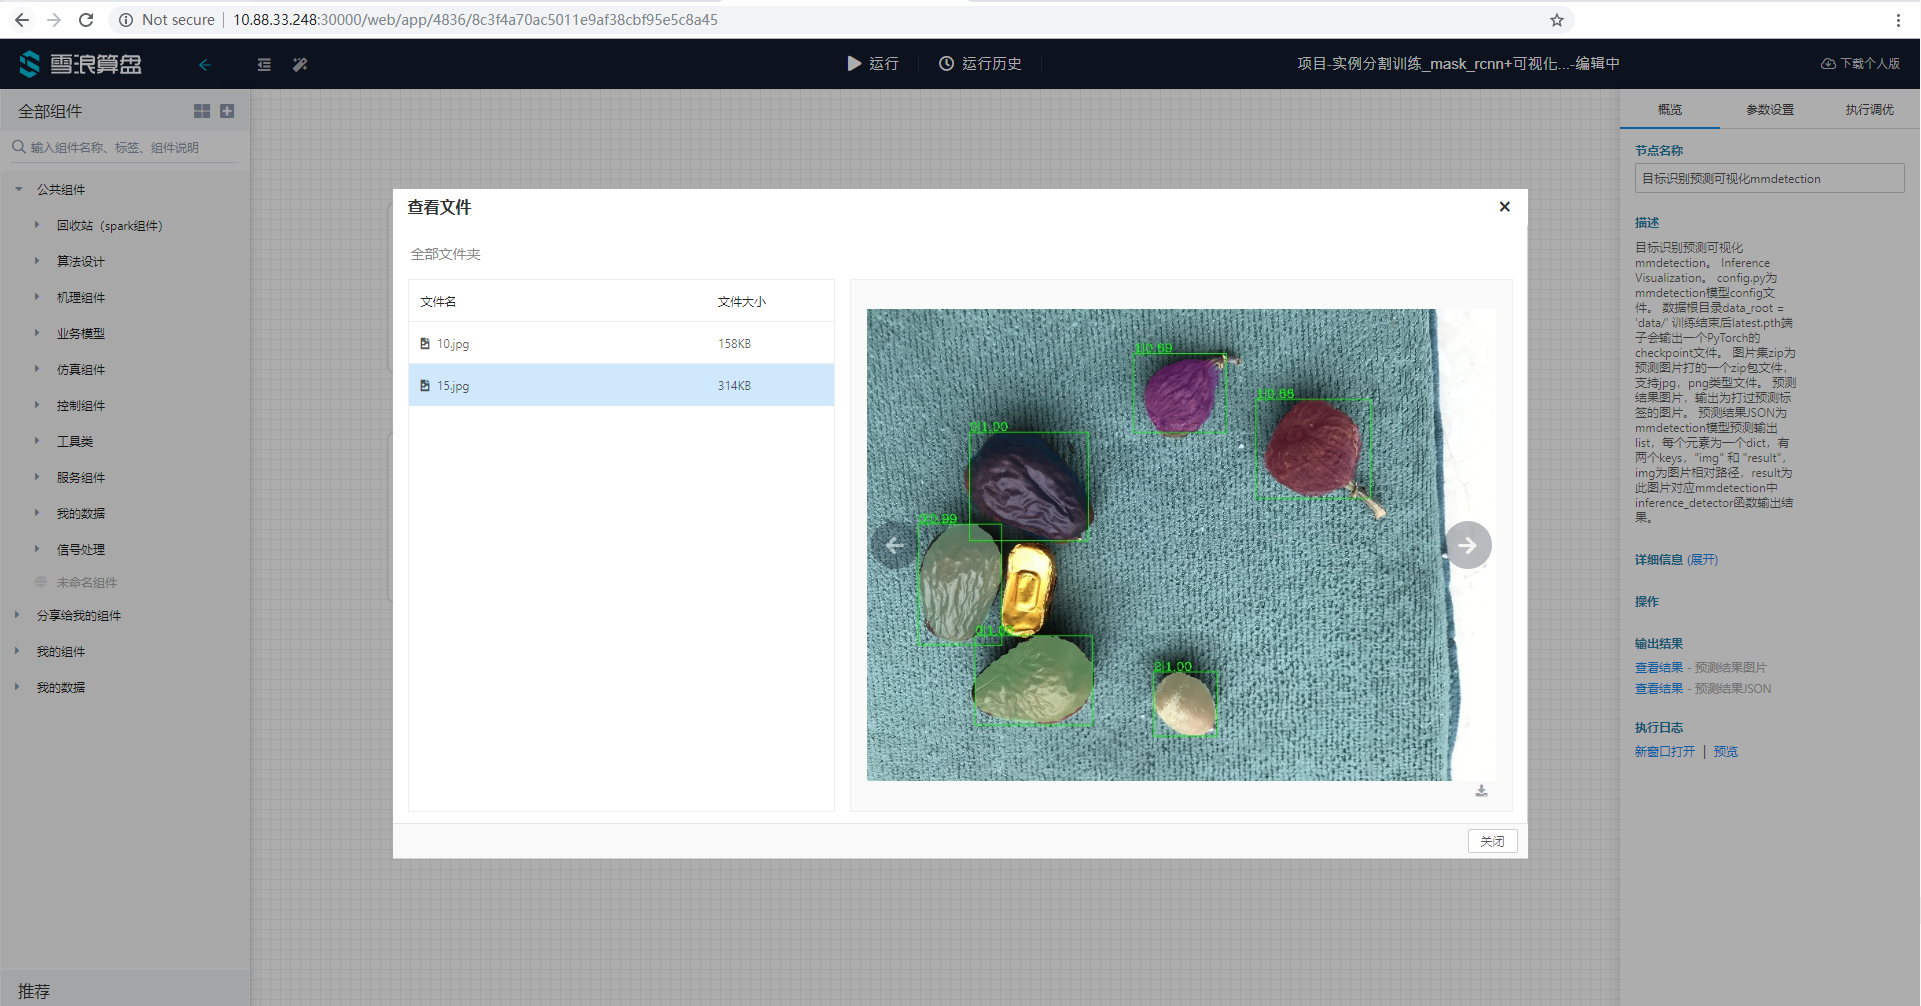 Not secure
10.88.33.248:30000/web/app/4836/8c3f4a70ac5011e9af38cbf95e5c8a45
雪浪算盘
运行
运行历史
项目-实例分割训练_mask_rcnn+可视化...-编辑中
下载个人版
全部组件
输入组件名称、标签、组件说明
公共组件
回收站（spark组件）
算法设计
机理组件
业务模型
仿真组件
控制组件
工具类
服务组件
我的数据
信号处理
未命名组件
分享给我的组件
我的组件
我的数据
推荐
查看文件
全部文件夹
文件名 文件大小
10.jpg 158KB
15.jpg 314KB
1|0.69
1|0.86
|1.00
|0.99
0|1.0
2|1.00
关闭
概览 参数设置 执行调优
节点名称
目标识别预测可视化mmdetection
描述
目标识别预测可视化
mmdetection。 Inference
Visualization。 config.py为
mmdetection模型config文
件。 数据根目录data_root =
'data/' 训练结束后latest.pth端
子会输出一个PyTorch的
checkpoint文件。 图片集zip为
预测图片打的一个zip包文件，
支持jpg，png类型文件。 预测
结果图片，输出为打过预测标
签的图片。 预测结果JSON为
mmdetection模型预测输出
list，每个元素为一个dict，有
两个keys，"img" 和 "result"，
img为图片相对路径，result为
此图片对应mmdetection中
inference_detector函数输出结
果。
详细信息 (展开)
操作
输出结果
查看结果 - 预测结果图片
查看结果 - 预测结果JSON
执行日志
新窗口打开 | 预览